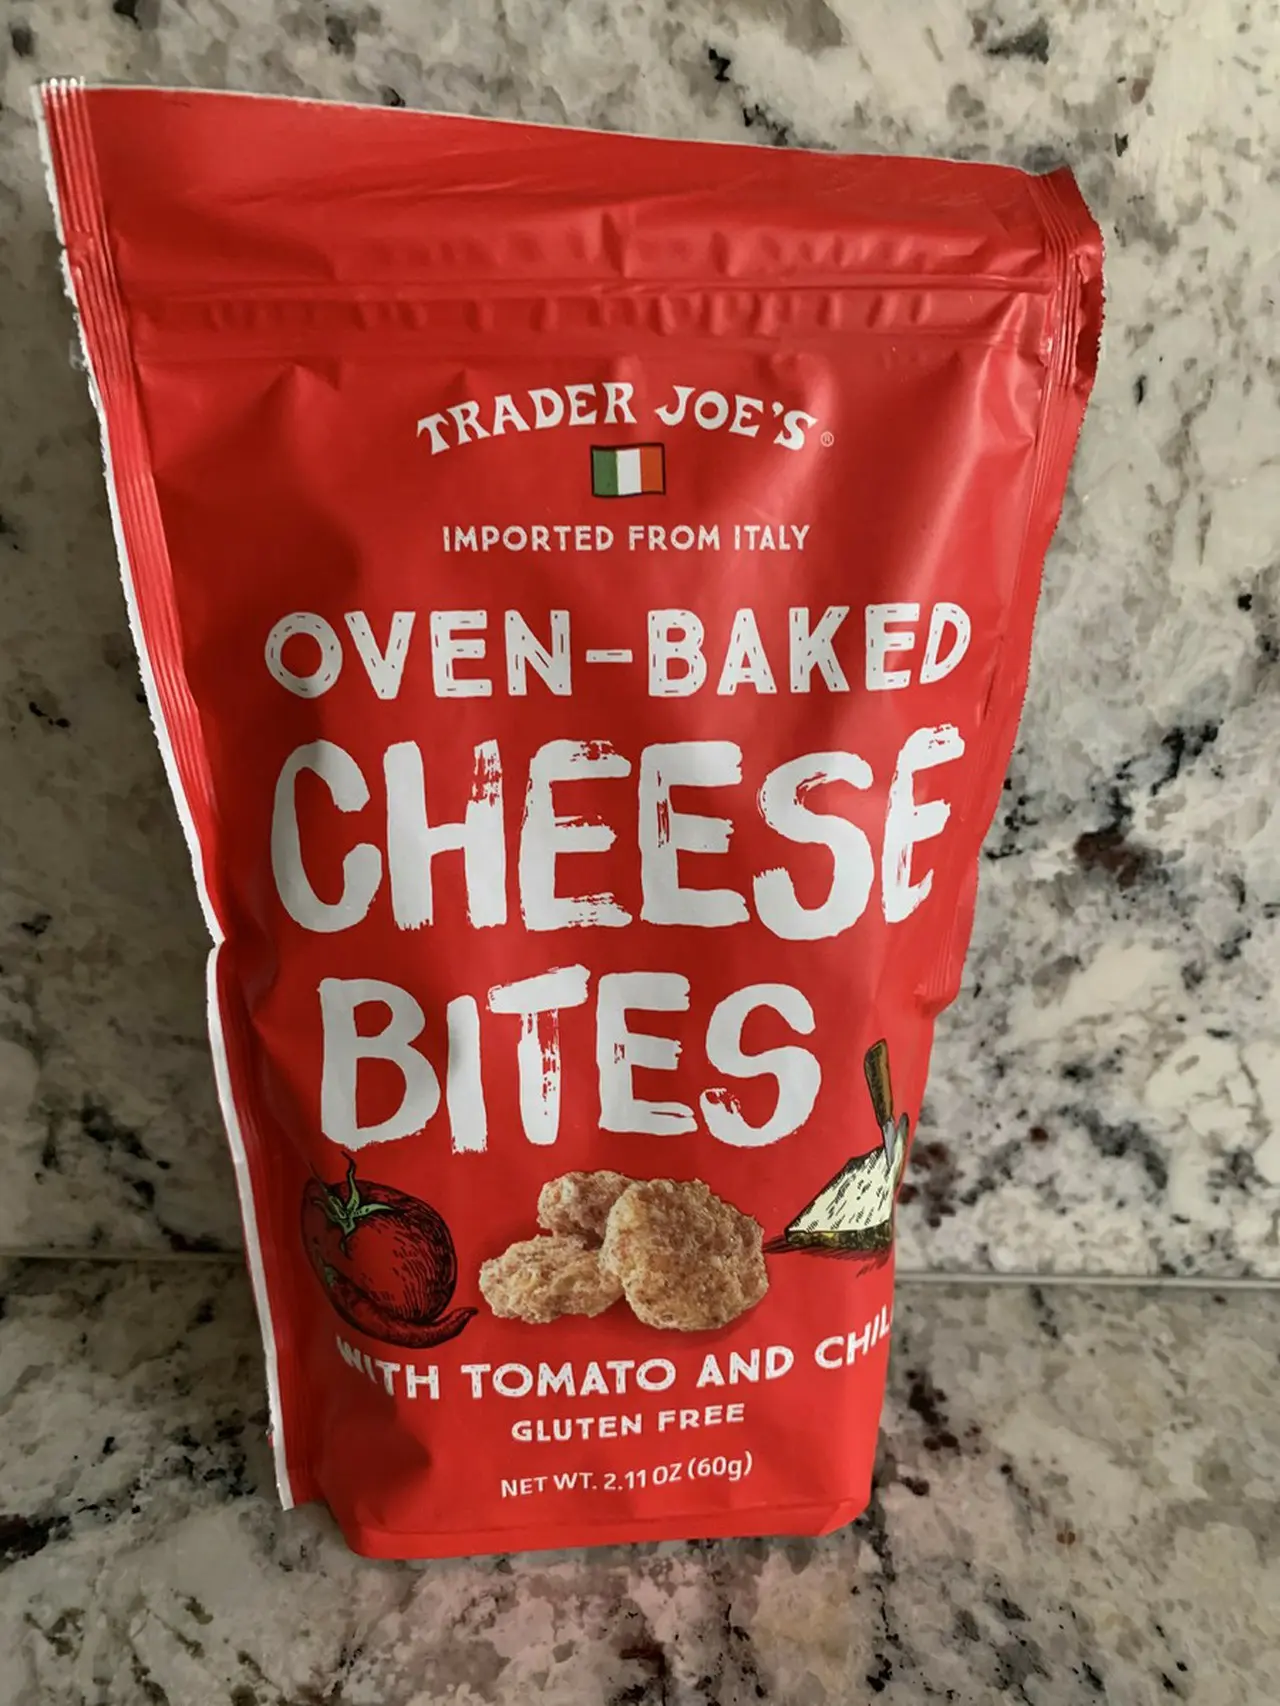 TRADER JOE'S®
IMPORTED FROM ITALY
OVEN-BAKED
CHEESE
BITES
WITH TOMATO AND CHIL
GLUTEN FREE
NET WT. 2.11 OZ (60g)